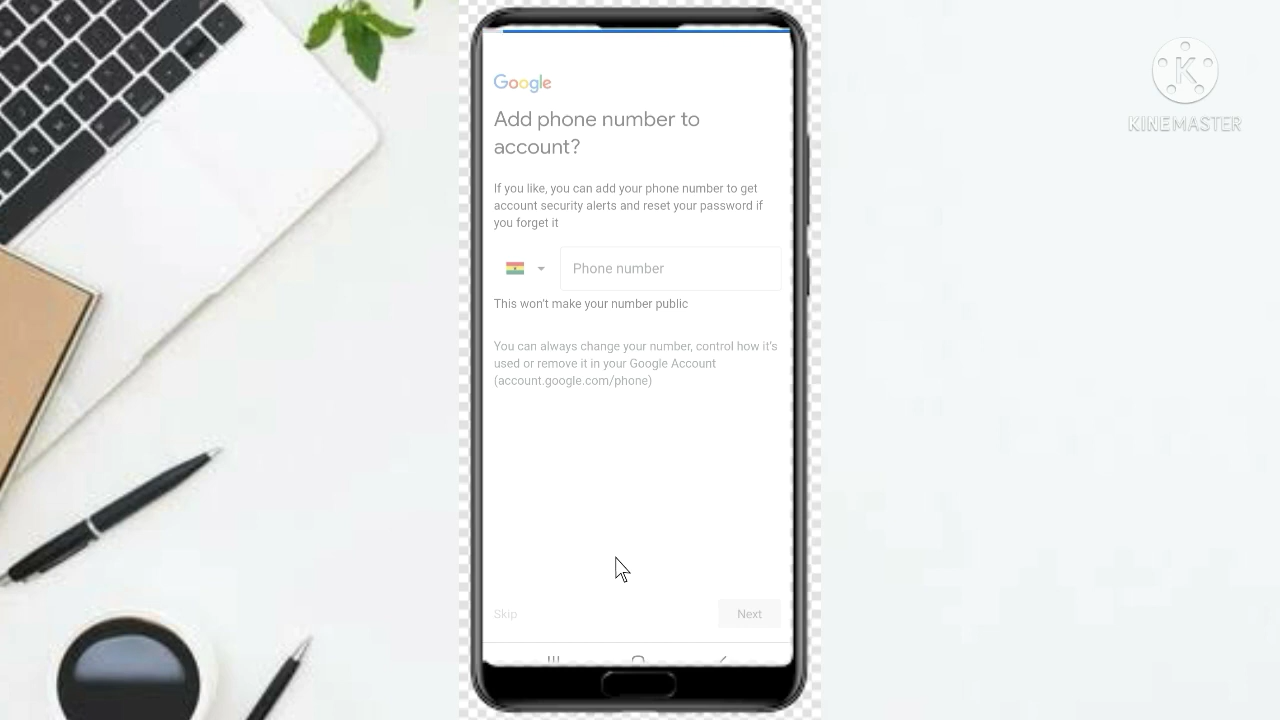 Google
Add phone number to
account?
If you like, you can add your phone number to get
account security alerts and reset your password if
you forget it
Phone number
This won't make your number public
You can always change your number, control how it's
used or remove it in your Google Account
(account.google.com/phone)
Skip
Next
K
KINEMASTER